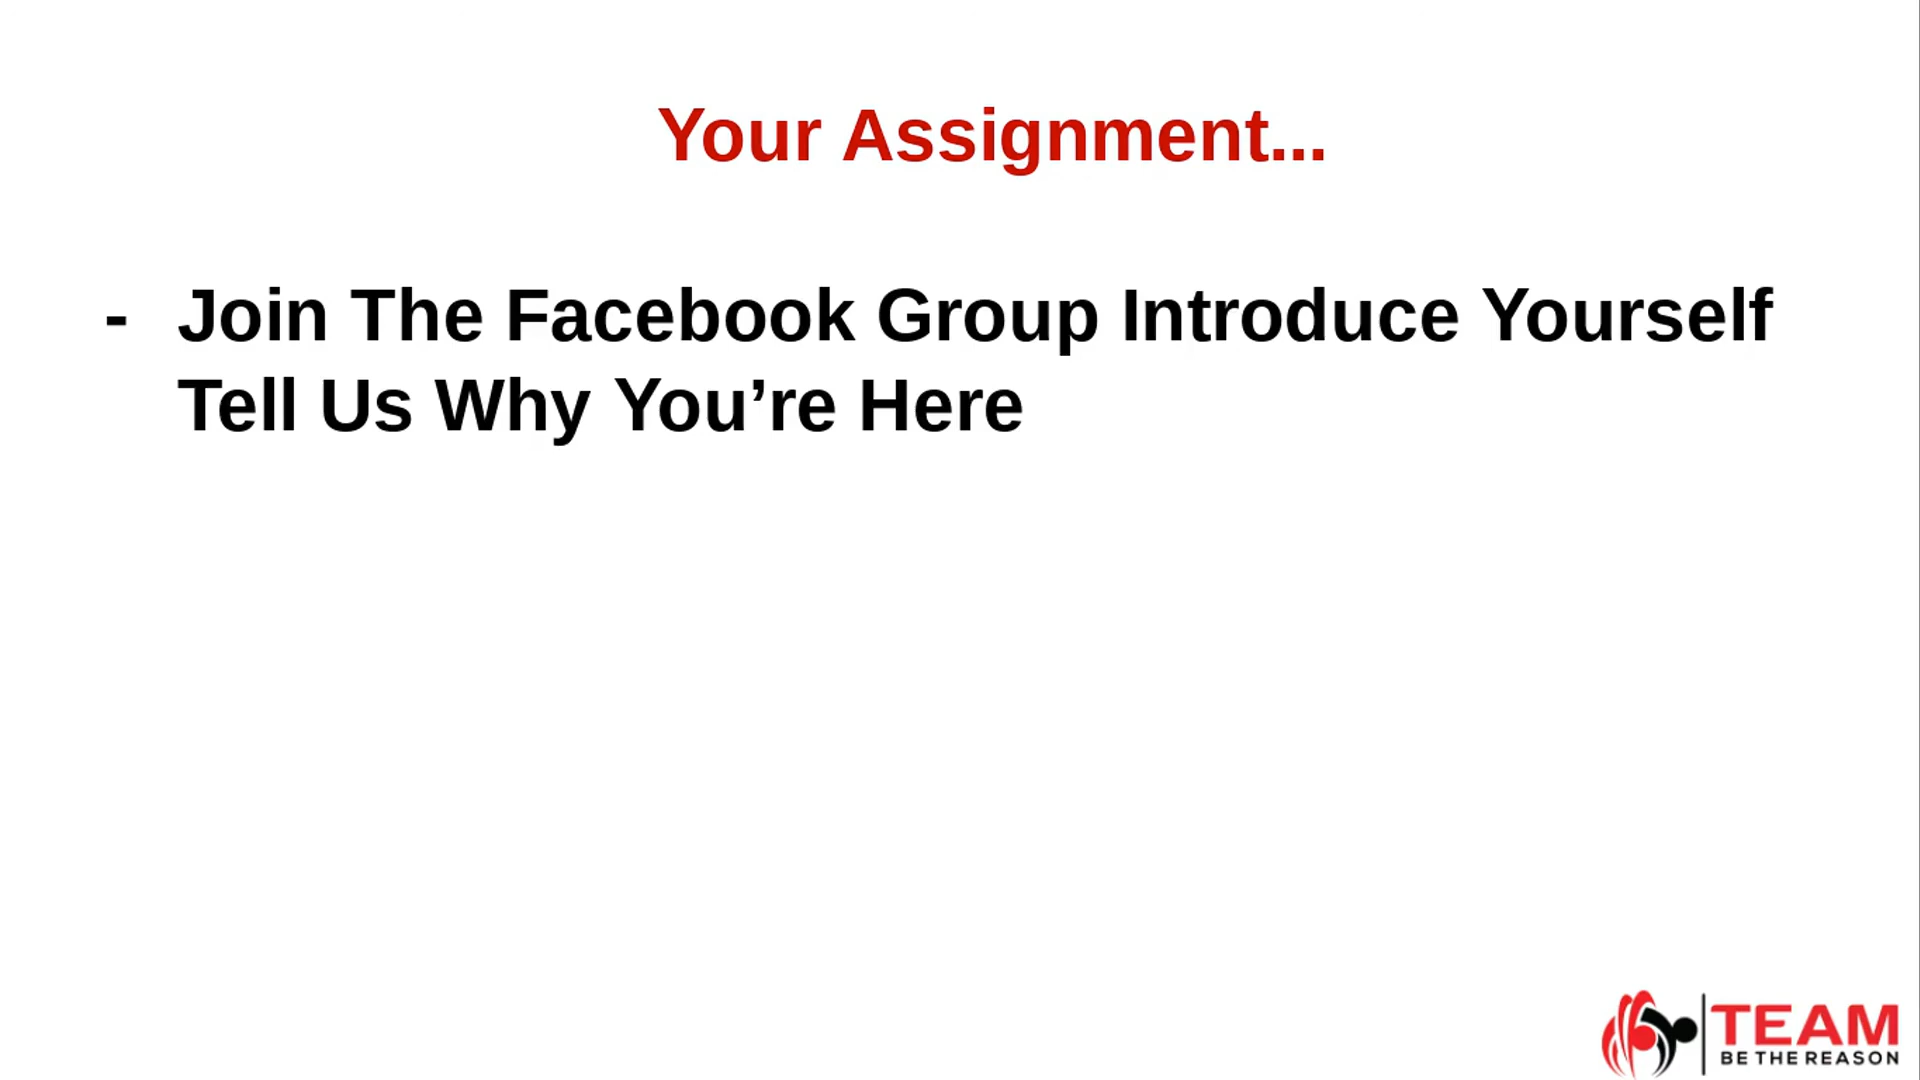 Your Assignment...
- Join The Facebook Group Introduce Yourself
Tell Us Why You’re Here
TEAM
BE THE REASON